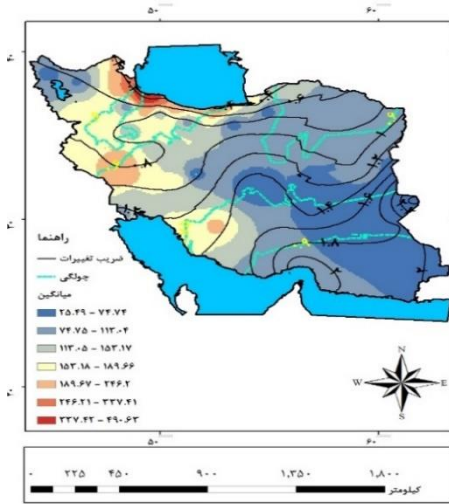 ۵۰ ۶۰
۴۰
۳۰
۲۰
راهنما
ضریب تغییرات
چولگی
میانگین
۲۵.۴۹ - ۷۴.۷۴
۷۴.۷۵ - ۱۱۳.۰۴
۱۱۳.۰۵ - ۱۵۳.۱۷
۱۵۳.۱۸ - ۱۸۹.۶۶
۱۸۹.۶۷ - ۲۴۶.۲
۲۴۶.۲۱ - ۳۳۷.۴۱
۳۳۷.۴۲ - ۴۹۰.۶۳
N
W E
S
۵۰ ۶۰
۰ ۲۲۵ ۴۵۰ ۹۰۰ ۱,۳۵۰ ۱,۸۰۰
کیلومتر